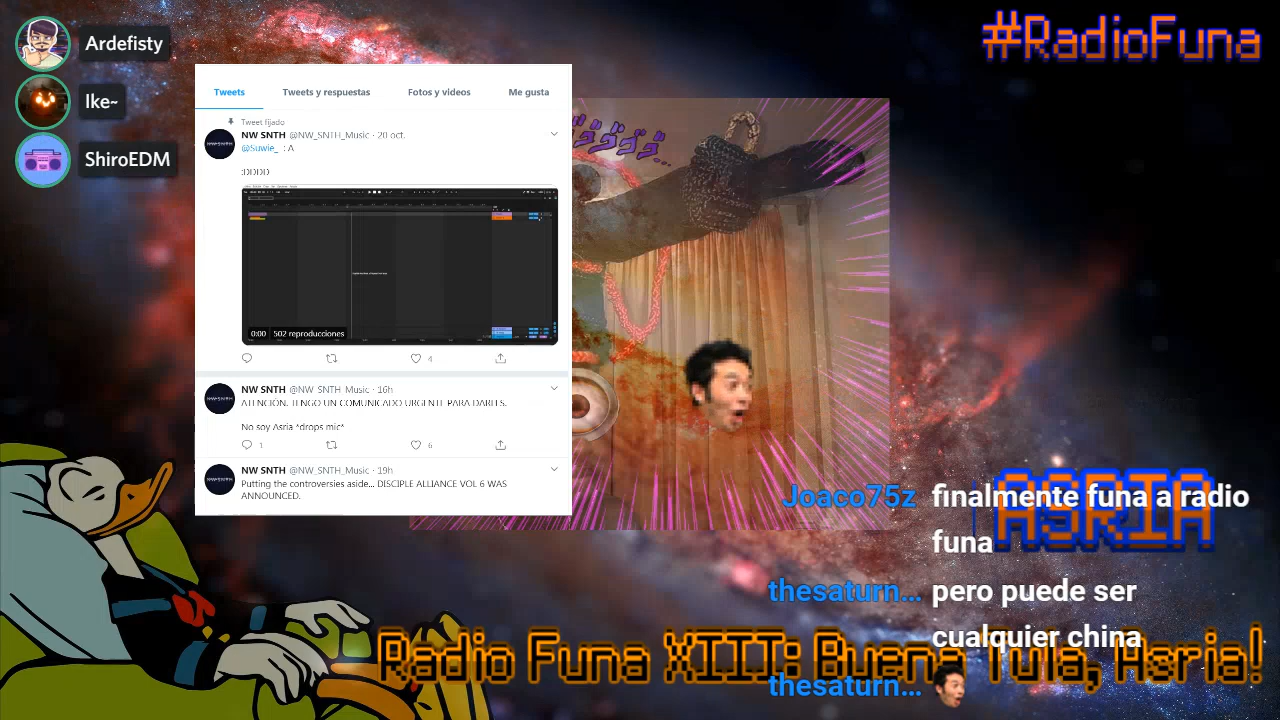 Ardefisty
Ike~
ShiroEDM
#RadioFuna
Tweets
Tweets y respuestas
Fotos y videos
Me gusta
Tweet fijado
NW SNTH @NW_SNTH_Music · 20 oct.
@Suwie_ : A
:DDDD
0:00 502 reproducciones
4
NW SNTH @NW_SNTH_Music · 16h
ATENCIÓN. TENGO UN COMUNICADO URGENTE PARA DARLES.
No soy Asria *drops mic*
1
6
NW SNTH @NW_SNTH_Music · 19h
Putting the controversies aside... DISCIPLE ALLIANCE VOL 6 WAS
ANNOUNCED.
ASRIA
Joaco75z finalmente funa a radio
funa
thesaturn... pero puede ser
cualquier china
thesaturn...
Radio Funa XIII: Buena Tula, Asria!